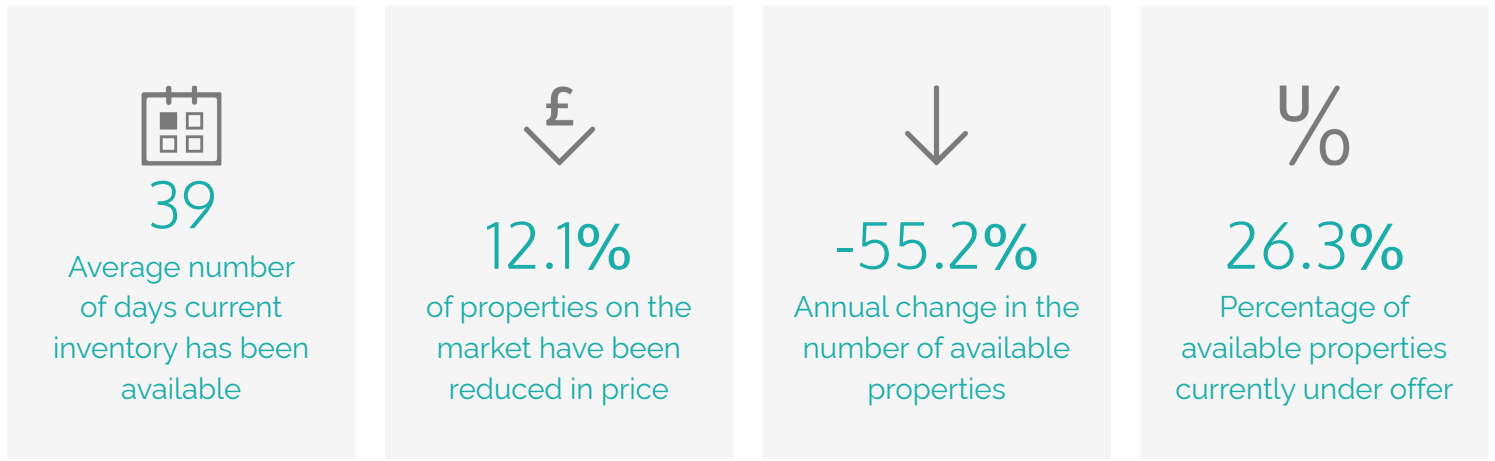 39
Average number
of days current
inventory has been
available
£
12.1%
of properties on the
market have been
reduced in price
-55.2%
Annual change in the
number of available
properties
U%
26.3%
Percentage of
available properties
currently under offer